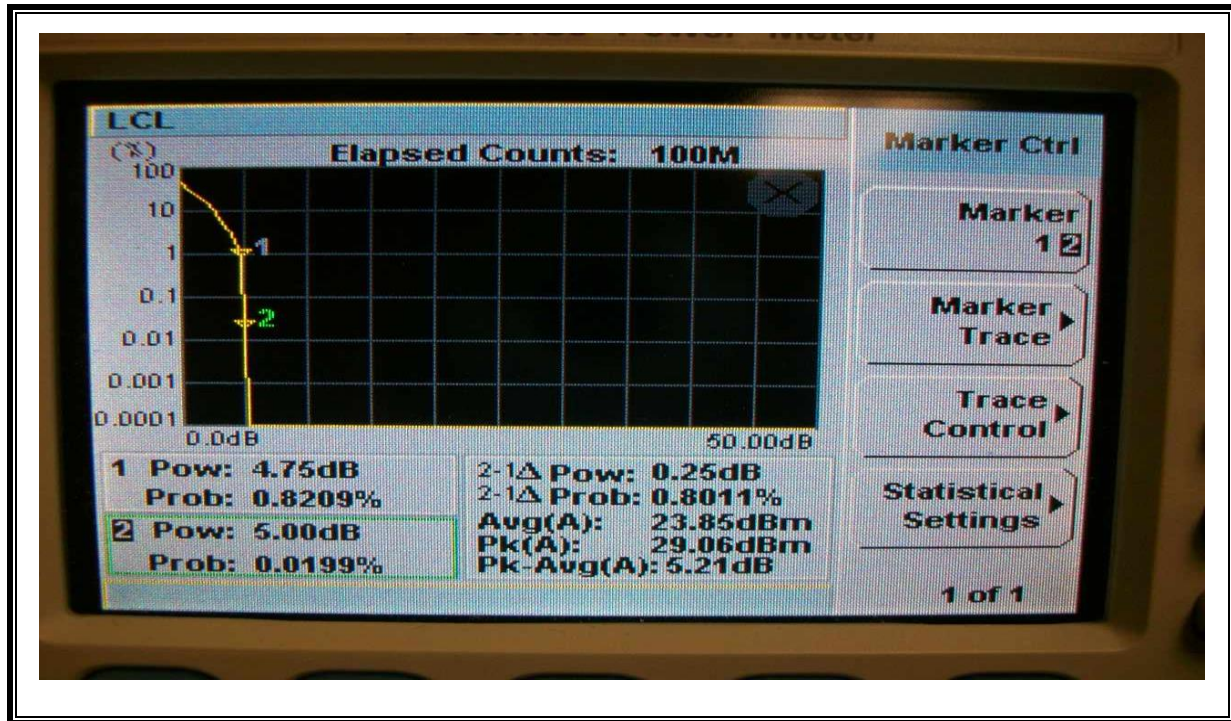 Power Meter
LCL
(%)
Elapsed Counts: 100M
100
10
1
0.1
0.01
0.001
0.0001
1
2
0.0dB
50.00dB
1 Pow: 4.75dB
Prob: 0.8209%
2 Pow: 5.00dB
Prob: 0.0199%
2-1Δ Pow: 0.25dB
2-1Δ Prob: 0.8011%
Avg(A): 23.85dBm
Pk(A): 29.06dBm
Pk-Avg(A): 5.21dB
Marker Ctrl
Marker
1 2
Marker
Trace
Trace
Control
Statistical
Settings
1 of 1